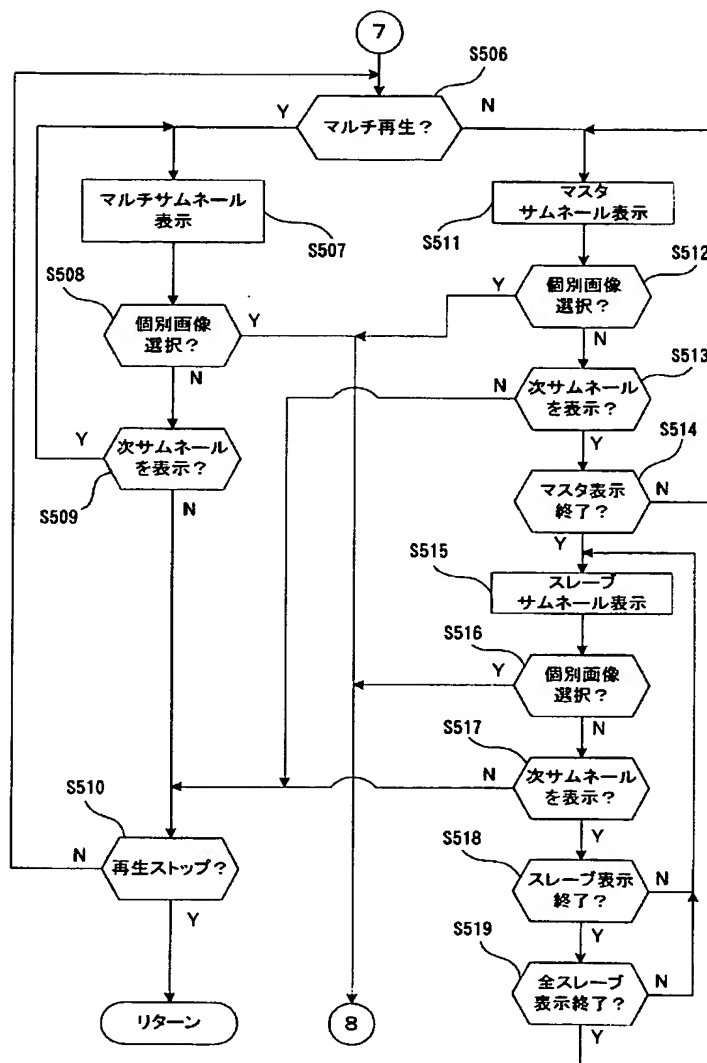 7
S506
Y
N
マルチ再生？
マルチサムネール
表示
S507
マスタ
サムネール表示
S511
S508
個別画像
選択？
Y
N
S512
Y
個別画像
選択？
N
S509
Y
次サムネール
を表示？
N
S513
N
次サムネール
を表示？
Y
S514
マスタ表示
終了？
N
Y
S515
スレーブ
サムネール表示
S516
Y
個別画像
選択？
N
S517
N
次サムネール
を表示？
Y
S510
N
再生ストップ？
Y
S518
スレーブ表示
終了？
N
Y
S519
全スレーブ
表示終了？
N
Y
リターン
8